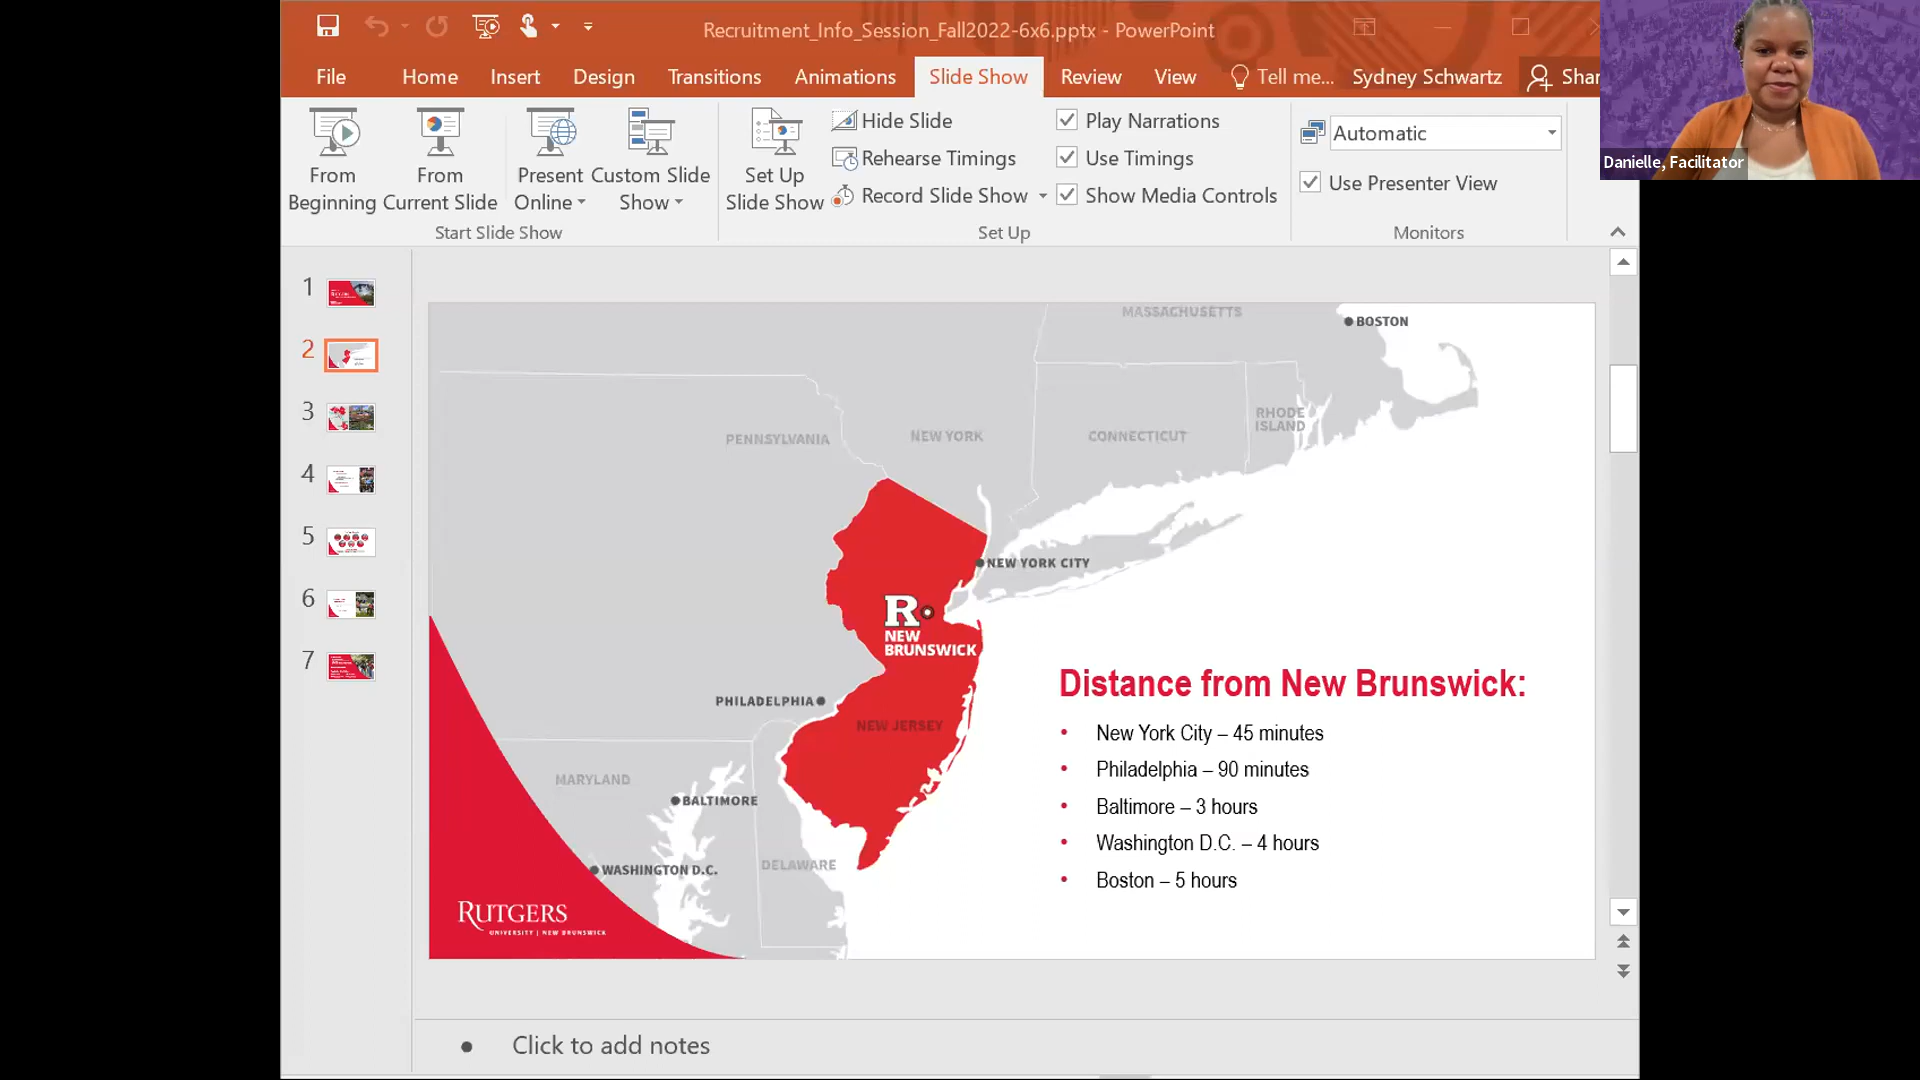 Recruitment_Info_Session_Fall2022-6x6.pptx - PowerPoint
File Home Insert Design Transitions Animations Slide Show Review View Tell me... Sydney Schwartz Shar
From Beginning
From Current Slide
Present Online
Custom Slide Show
Start Slide Show
Set Up Slide Show
Hide Slide
Rehearse Timings
Record Slide Show
Play Narrations
Use Timings
Show Media Controls
Set Up
Automatic
Use Presenter View
Monitors
Danielle, Facilitator
1
2
3
4
5
6
7
MASSACHUSETTS
BOSTON
RHODE
ISLAND
PENNSYLVANIA
NEW YORK
CONNECTICUT
NEW YORK CITY
R
NEW
BRUNSWICK
PHILADELPHIA
NEW JERSEY
MARYLAND
BALTIMORE
DELAWARE
WASHINGTON D.C.
RUTGERS
UNIVERSITY | NEW BRUNSWICK
Distance from New Brunswick:
• New York City – 45 minutes
• Philadelphia – 90 minutes
• Baltimore – 3 hours
• Washington D.C. – 4 hours
• Boston – 5 hours
• Click to add notes